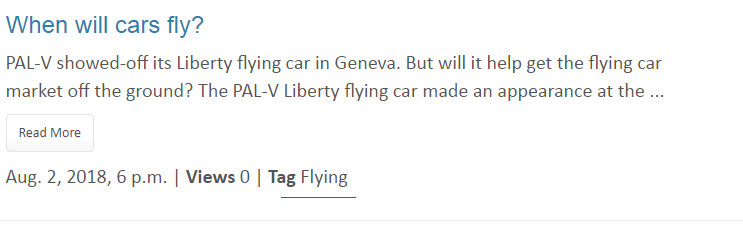 When will cars fly?
PAL-V showed-off its Liberty flying car in Geneva. But will it help get the flying car
market off the ground? The PAL-V Liberty flying car made an appearance at the ...
Read More
Aug. 2, 2018, 6 p.m. | Views 0 | Tag Flying